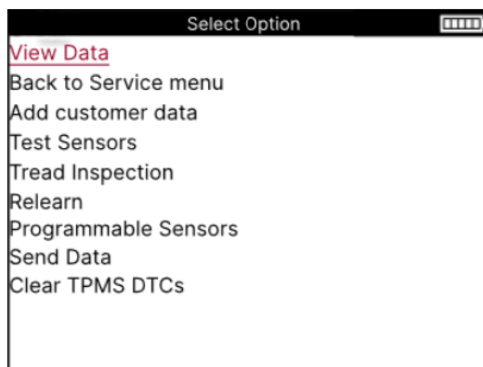 Select Option
View Data
Back to Service menu
Add customer data
Test Sensors
Tread Inspection
Relearn
Programmable Sensors
Send Data
Clear TPMS DTCs